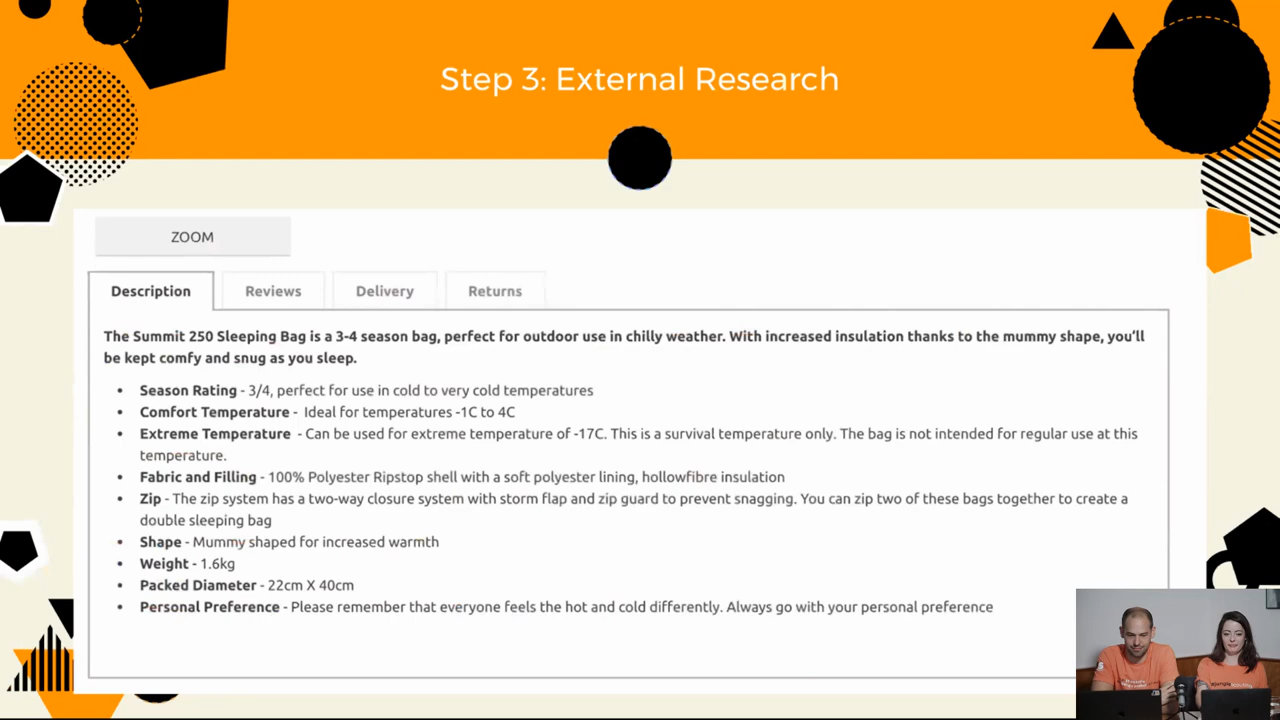 Step 3: External Research
ZOOM
Description
Reviews
Delivery
Returns
The Summit 250 Sleeping Bag is a 3-4 season bag, perfect for outdoor use in chilly weather. With increased insulation thanks to the mummy shape, you'll
be kept comfy and snug as you sleep.
• Season Rating - 3/4, perfect for use in cold to very cold temperatures
• Comfort Temperature - Ideal for temperatures -1C to 4C
• Extreme Temperature - Can be used for extreme temperature of -17C. This is a survival temperature only. The bag is not intended for regular use at this
temperature.
• Fabric and Filling - 100% Polyester Ripstop shell with a soft polyester lining, hollowfibre insulation
• Zip - The zip system has a two-way closure system with storm flap and zip guard to prevent snagging. You can zip two of these bags together to create a
double sleeping bag
• Shape - Mummy shaped for increased warmth
• Weight - 1.6kg
• Packed Diameter - 22cm X 40cm
• Personal Preference - Please remember that everyone feels the hot and cold differently. Always go with your personal preference